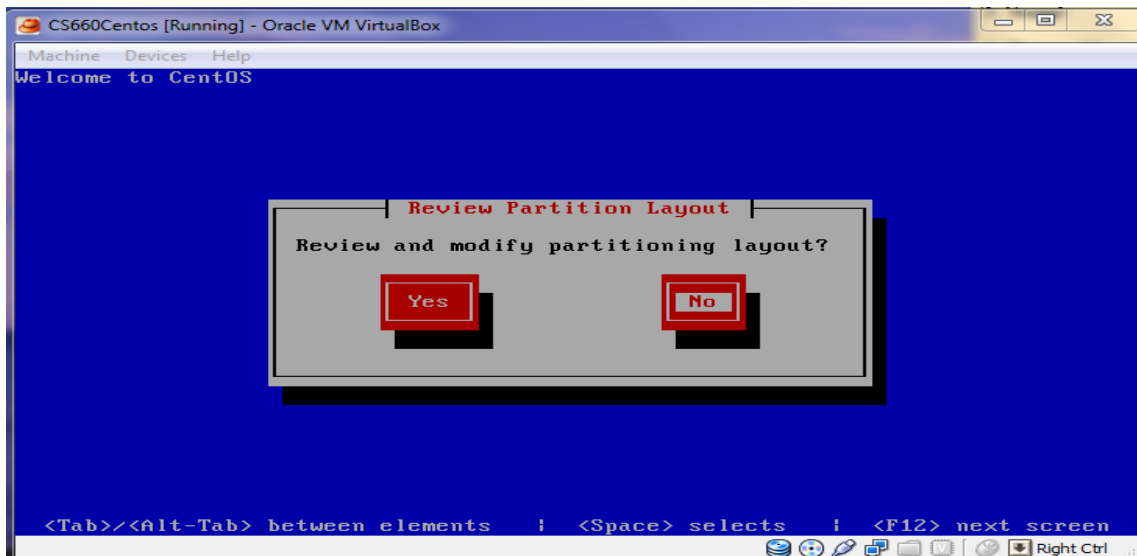 CS660Centos [Running] - Oracle VM VirtualBox
Machine Devices Help
Welcome to CentOS
Review Partition Layout
Review and modify partitioning layout?
Yes No
<Tab>/<Alt-Tab> between elements | <Space> selects | <F12> next screen
Right Ctrl